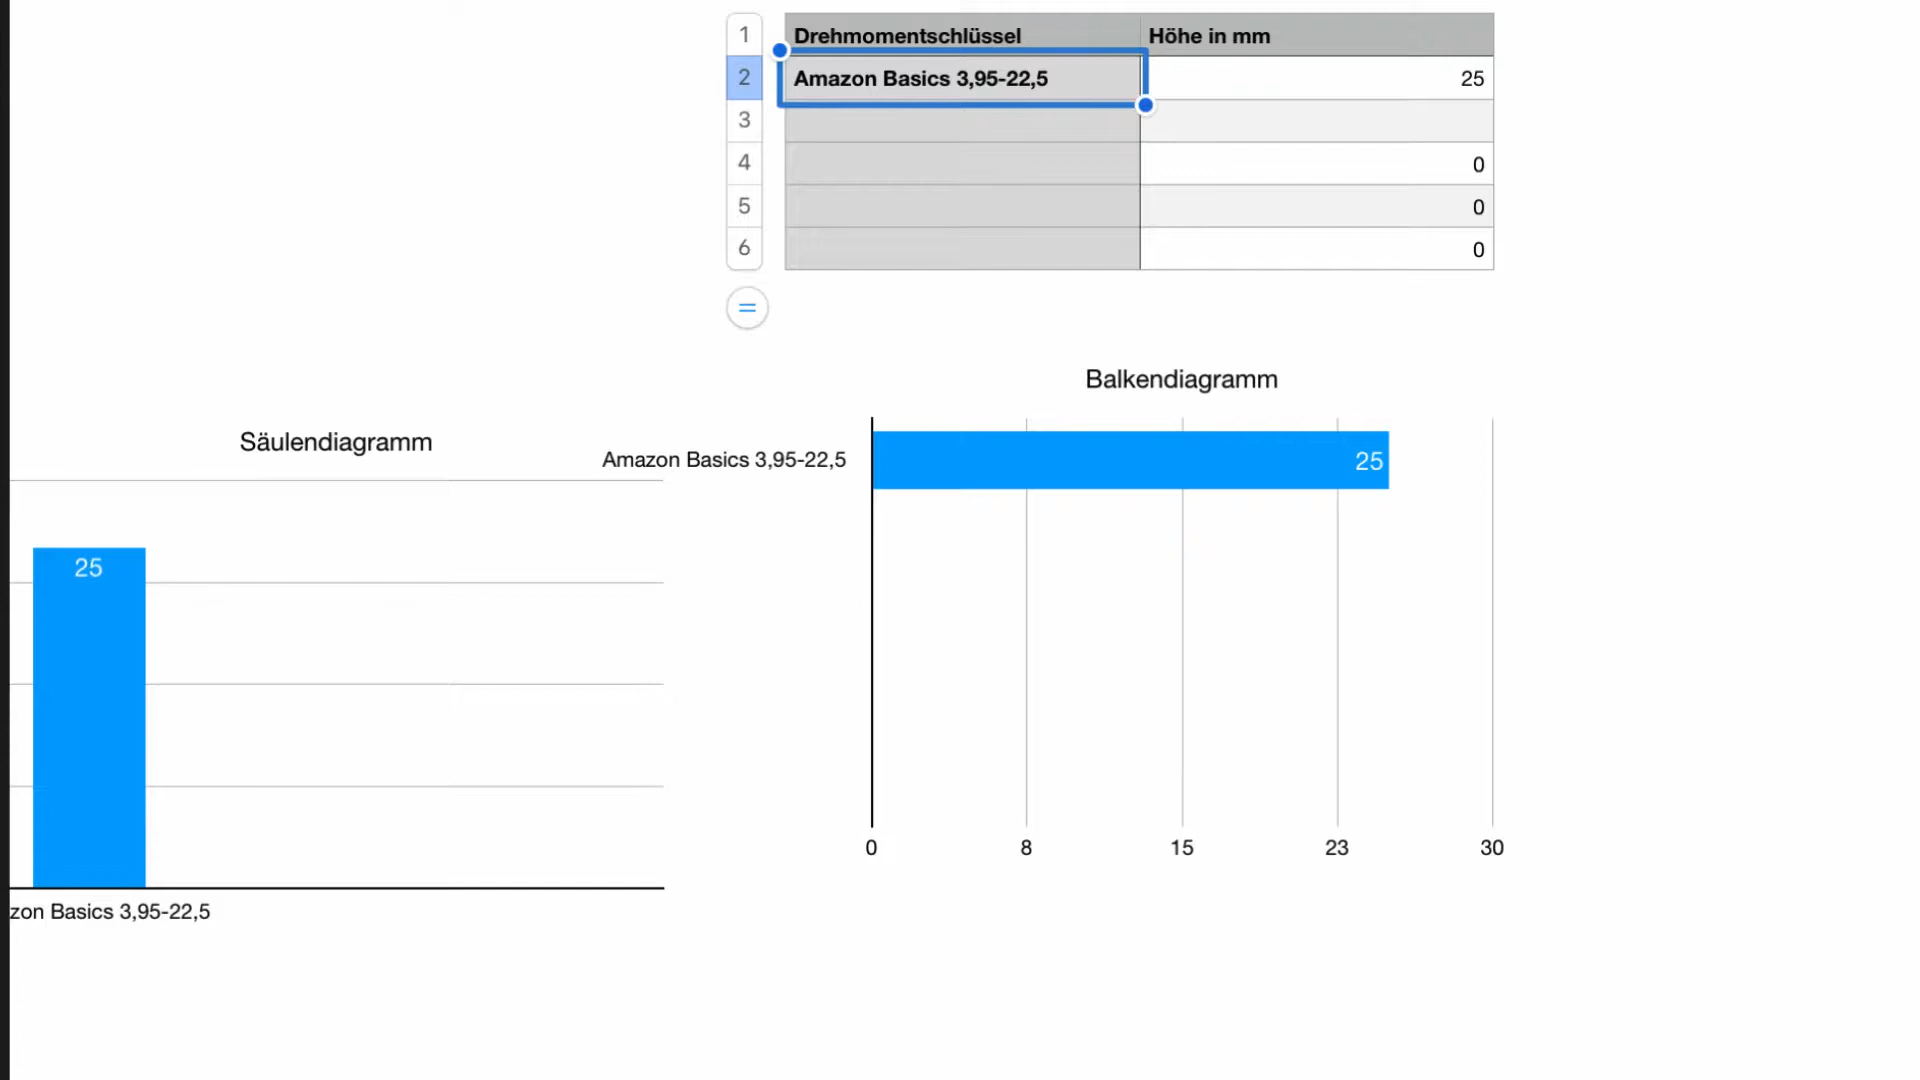 1 Drehmomentschlüssel Höhe in mm
2 Amazon Basics 3,95-22,5 25
3
4 0
5 0
6 0
=
Balkendiagramm
Amazon Basics 3,95-22,5 25
0 8 15 23 30
Säulendiagramm
25
zon Basics 3,95-22,5